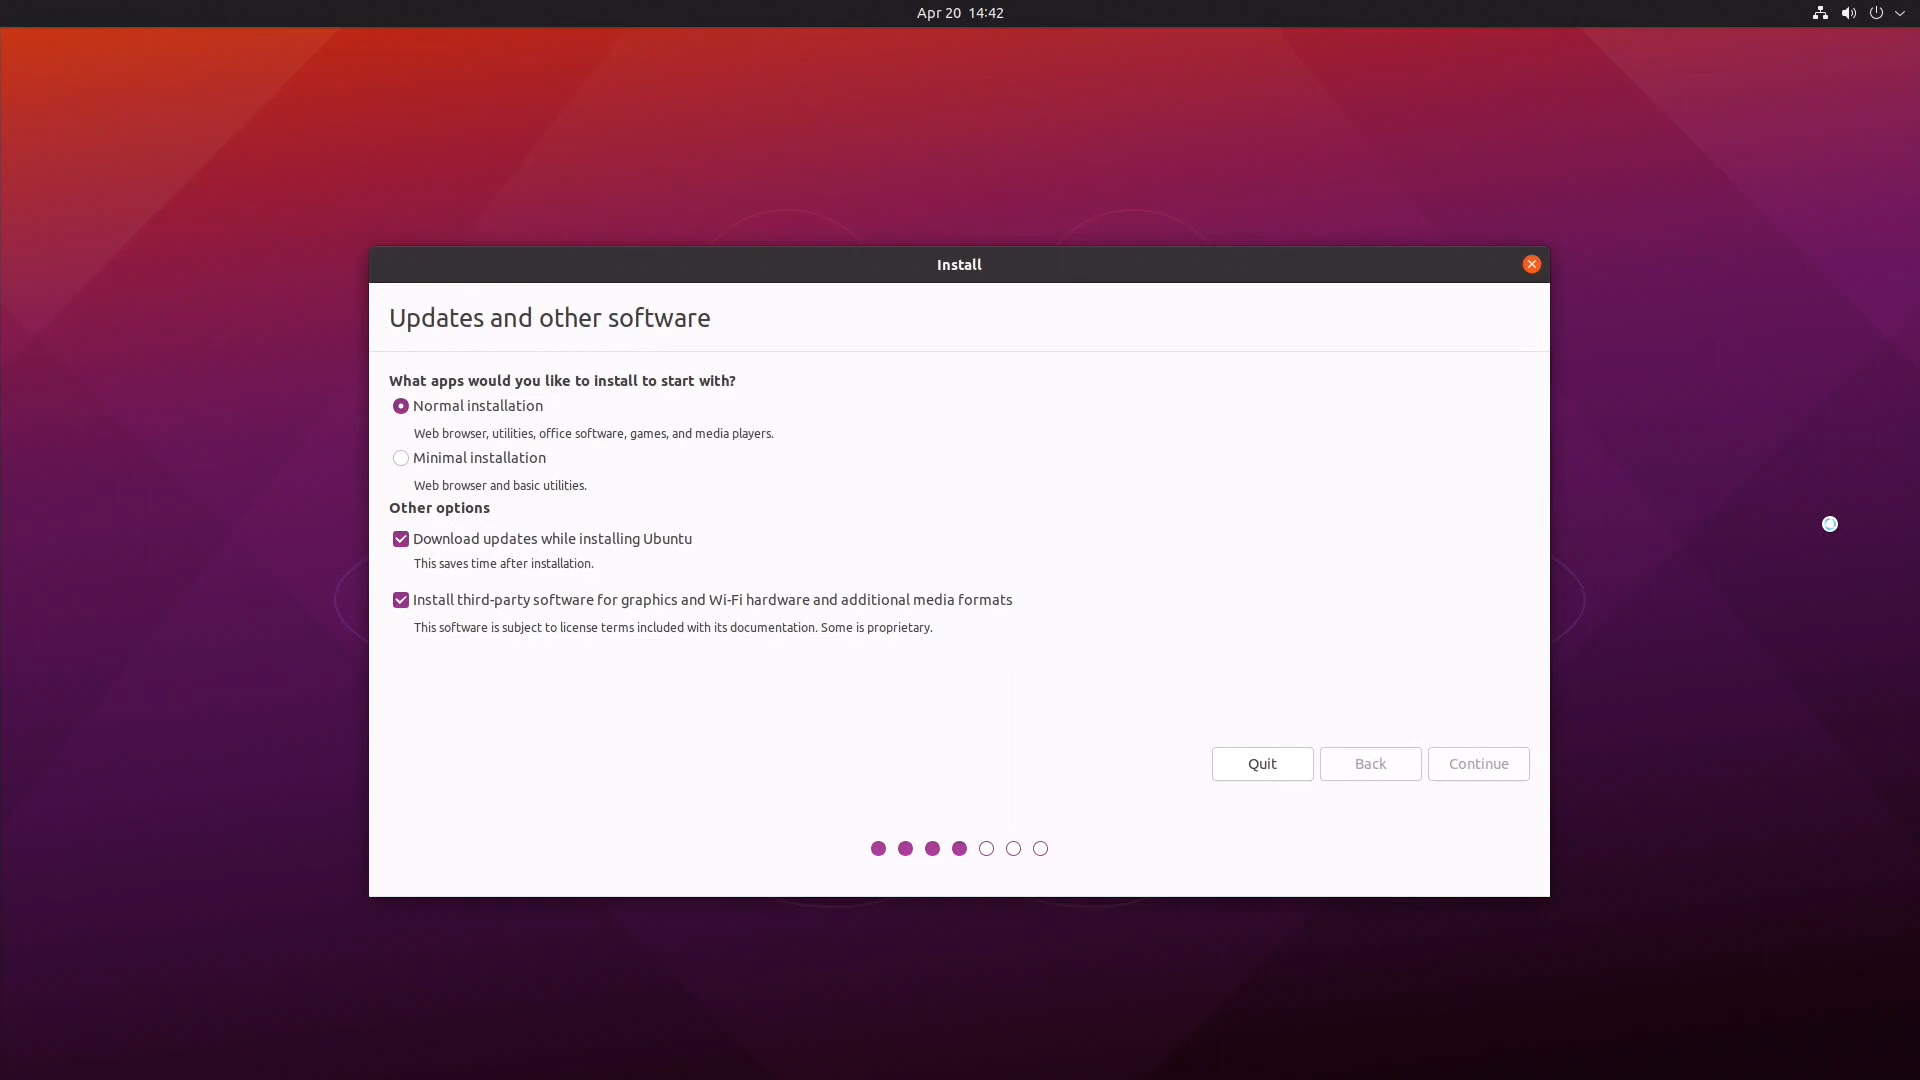 Apr 20 14:42
Install
Updates and other software
What apps would you like to install to start with?
Normal installation
Web browser, utilities, office software, games, and media players.
Minimal installation
Web browser and basic utilities.
Other options
Download updates while installing Ubuntu
This saves time after installation.
Install third-party software for graphics and Wi-Fi hardware and additional media formats
This software is subject to license terms included with its documentation. Some is proprietary.
Quit Back Continue